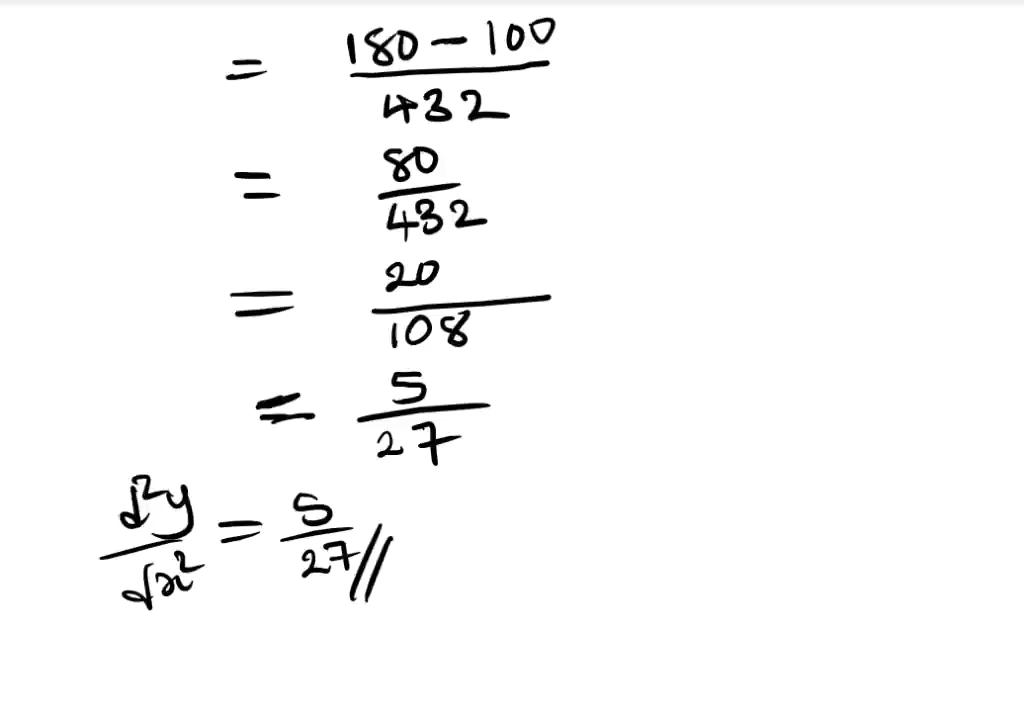 = (180 - 100)/432
= 80/432
= 20/108
= 5/27
d²y/dx² = 5/27 //